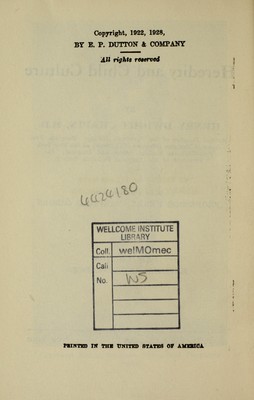 Copyright, 1922, 1928,
BY E. P. DUTTON & COMPANY
All rights reserved
WELLCOME INSTITUTE
LIBRARY
Coll. welMOmec
Call
No. WS
PRINTED IN THE UNITED STATES OF AMERICA